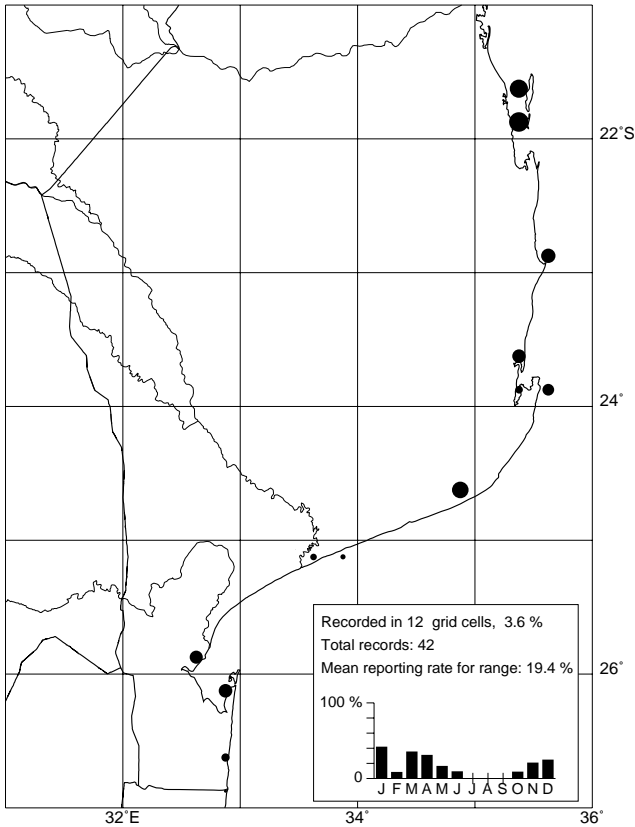 22˚S
24˚
Recorded in 12 grid cells, 3.6 %
Total records: 42
Mean reporting rate for range: 19.4 %
26˚
100 %
0
J F M A M J J A S O N D
32˚E
34˚
36˚